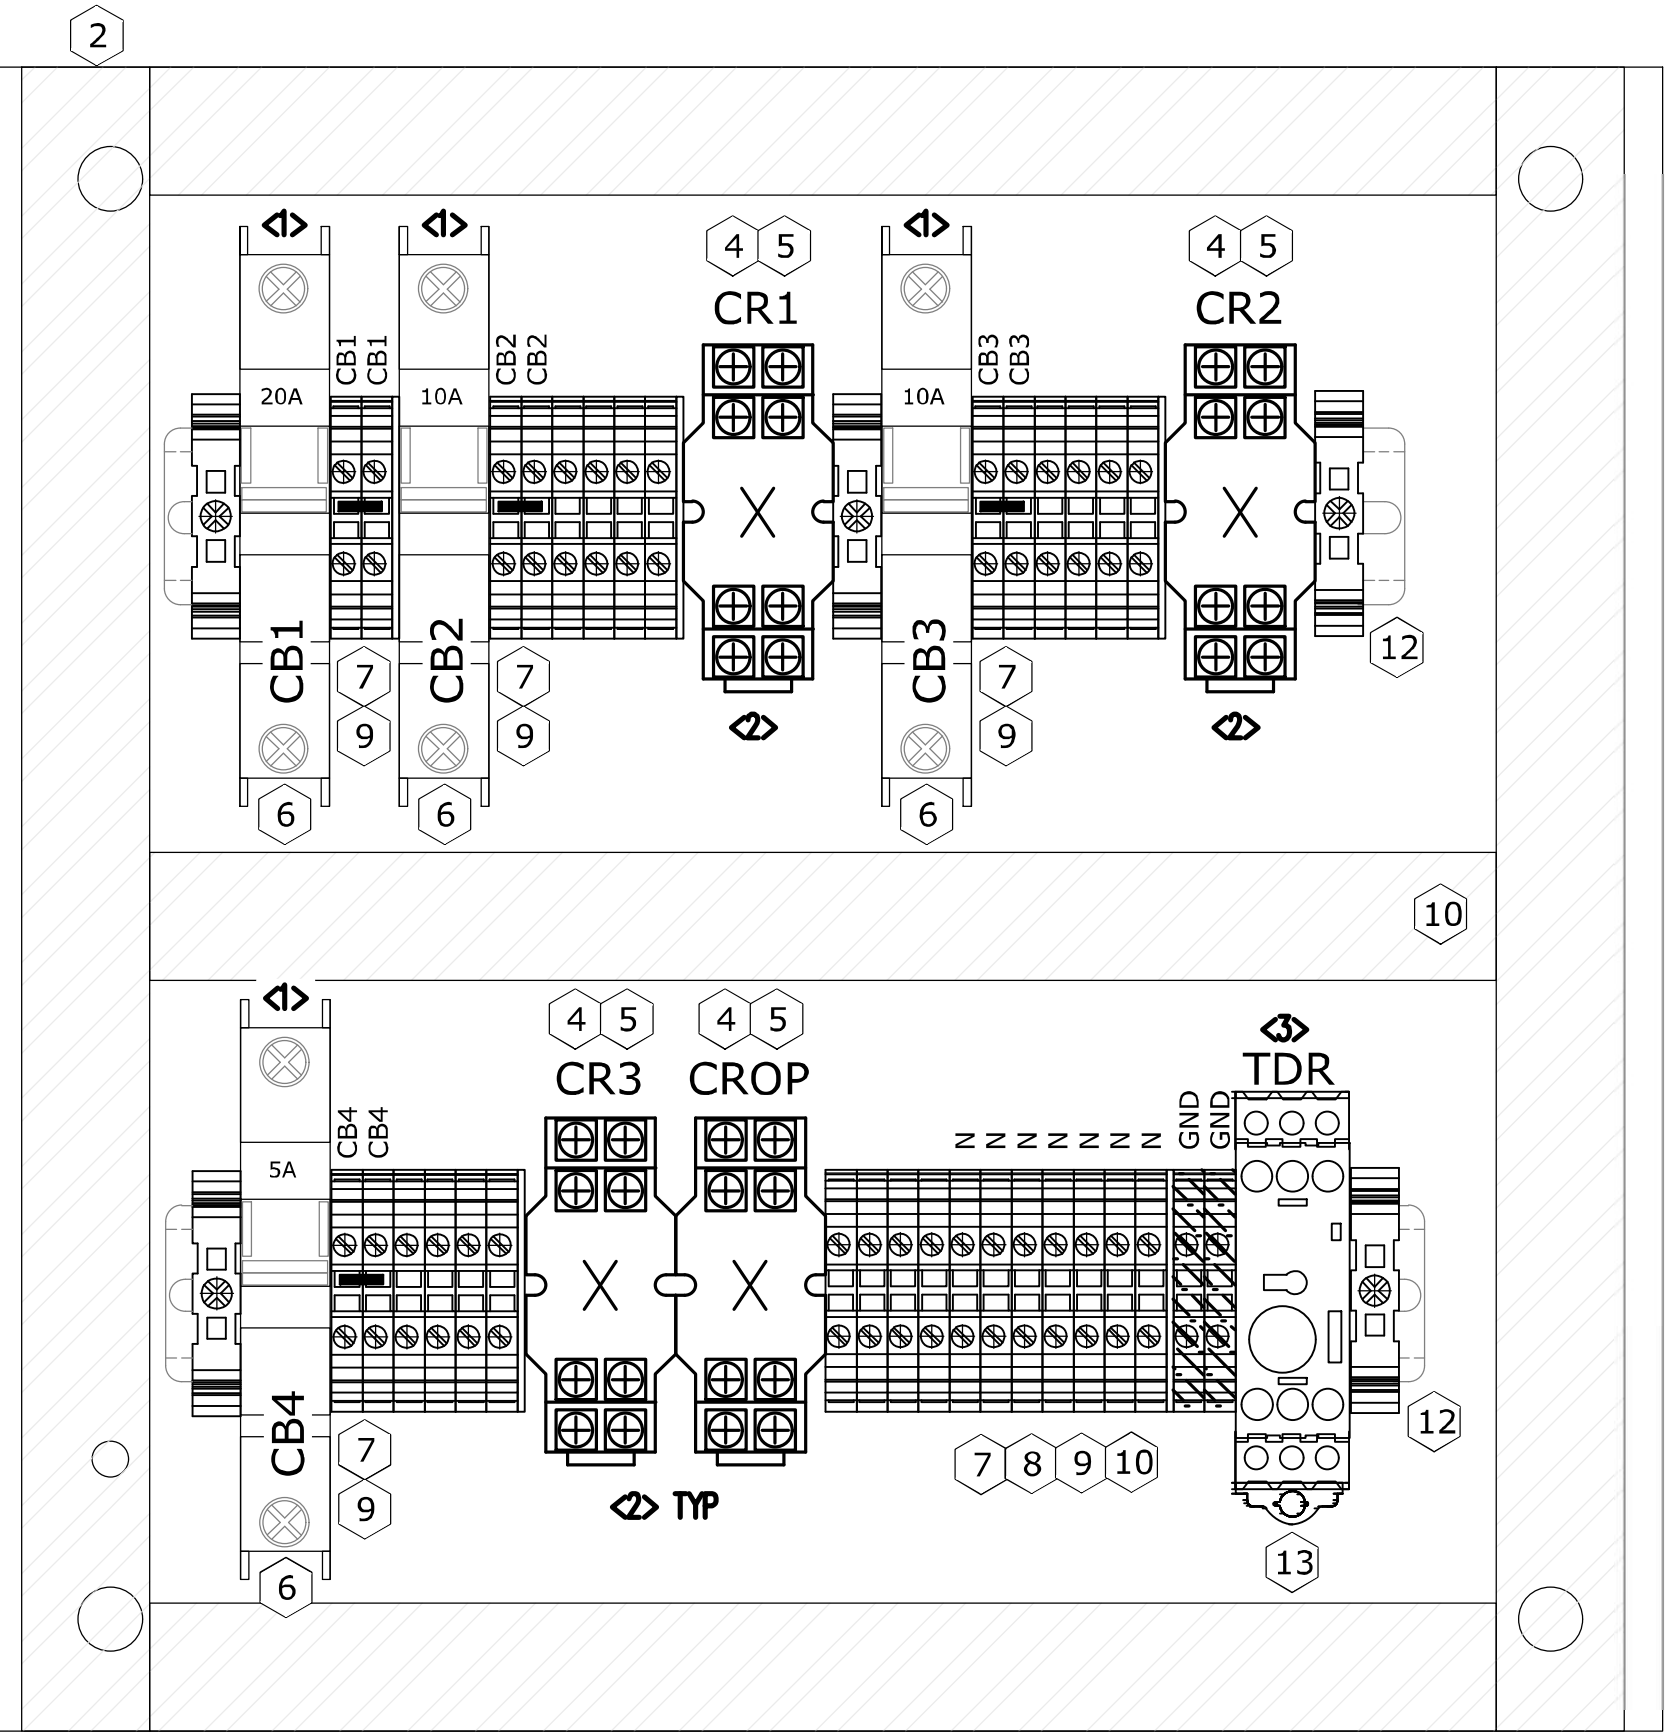 2
<1> <1> <1>
4 5 4 5
CR1 CR2
CB1 CB1 CB2 CB2 CB3 CB3
20A 10A 10A
CB1 CB2 CB3
7 7 7 12
9 9 9
<2> <2>
6 6 6
10
<1>
4 5 4 5
<3>
CR3 CROP TDR
CB4 CB4 N N N N N N N GND GND
5A
CB4
7 12
7 8 9 10
9
<2> TYP
13
6